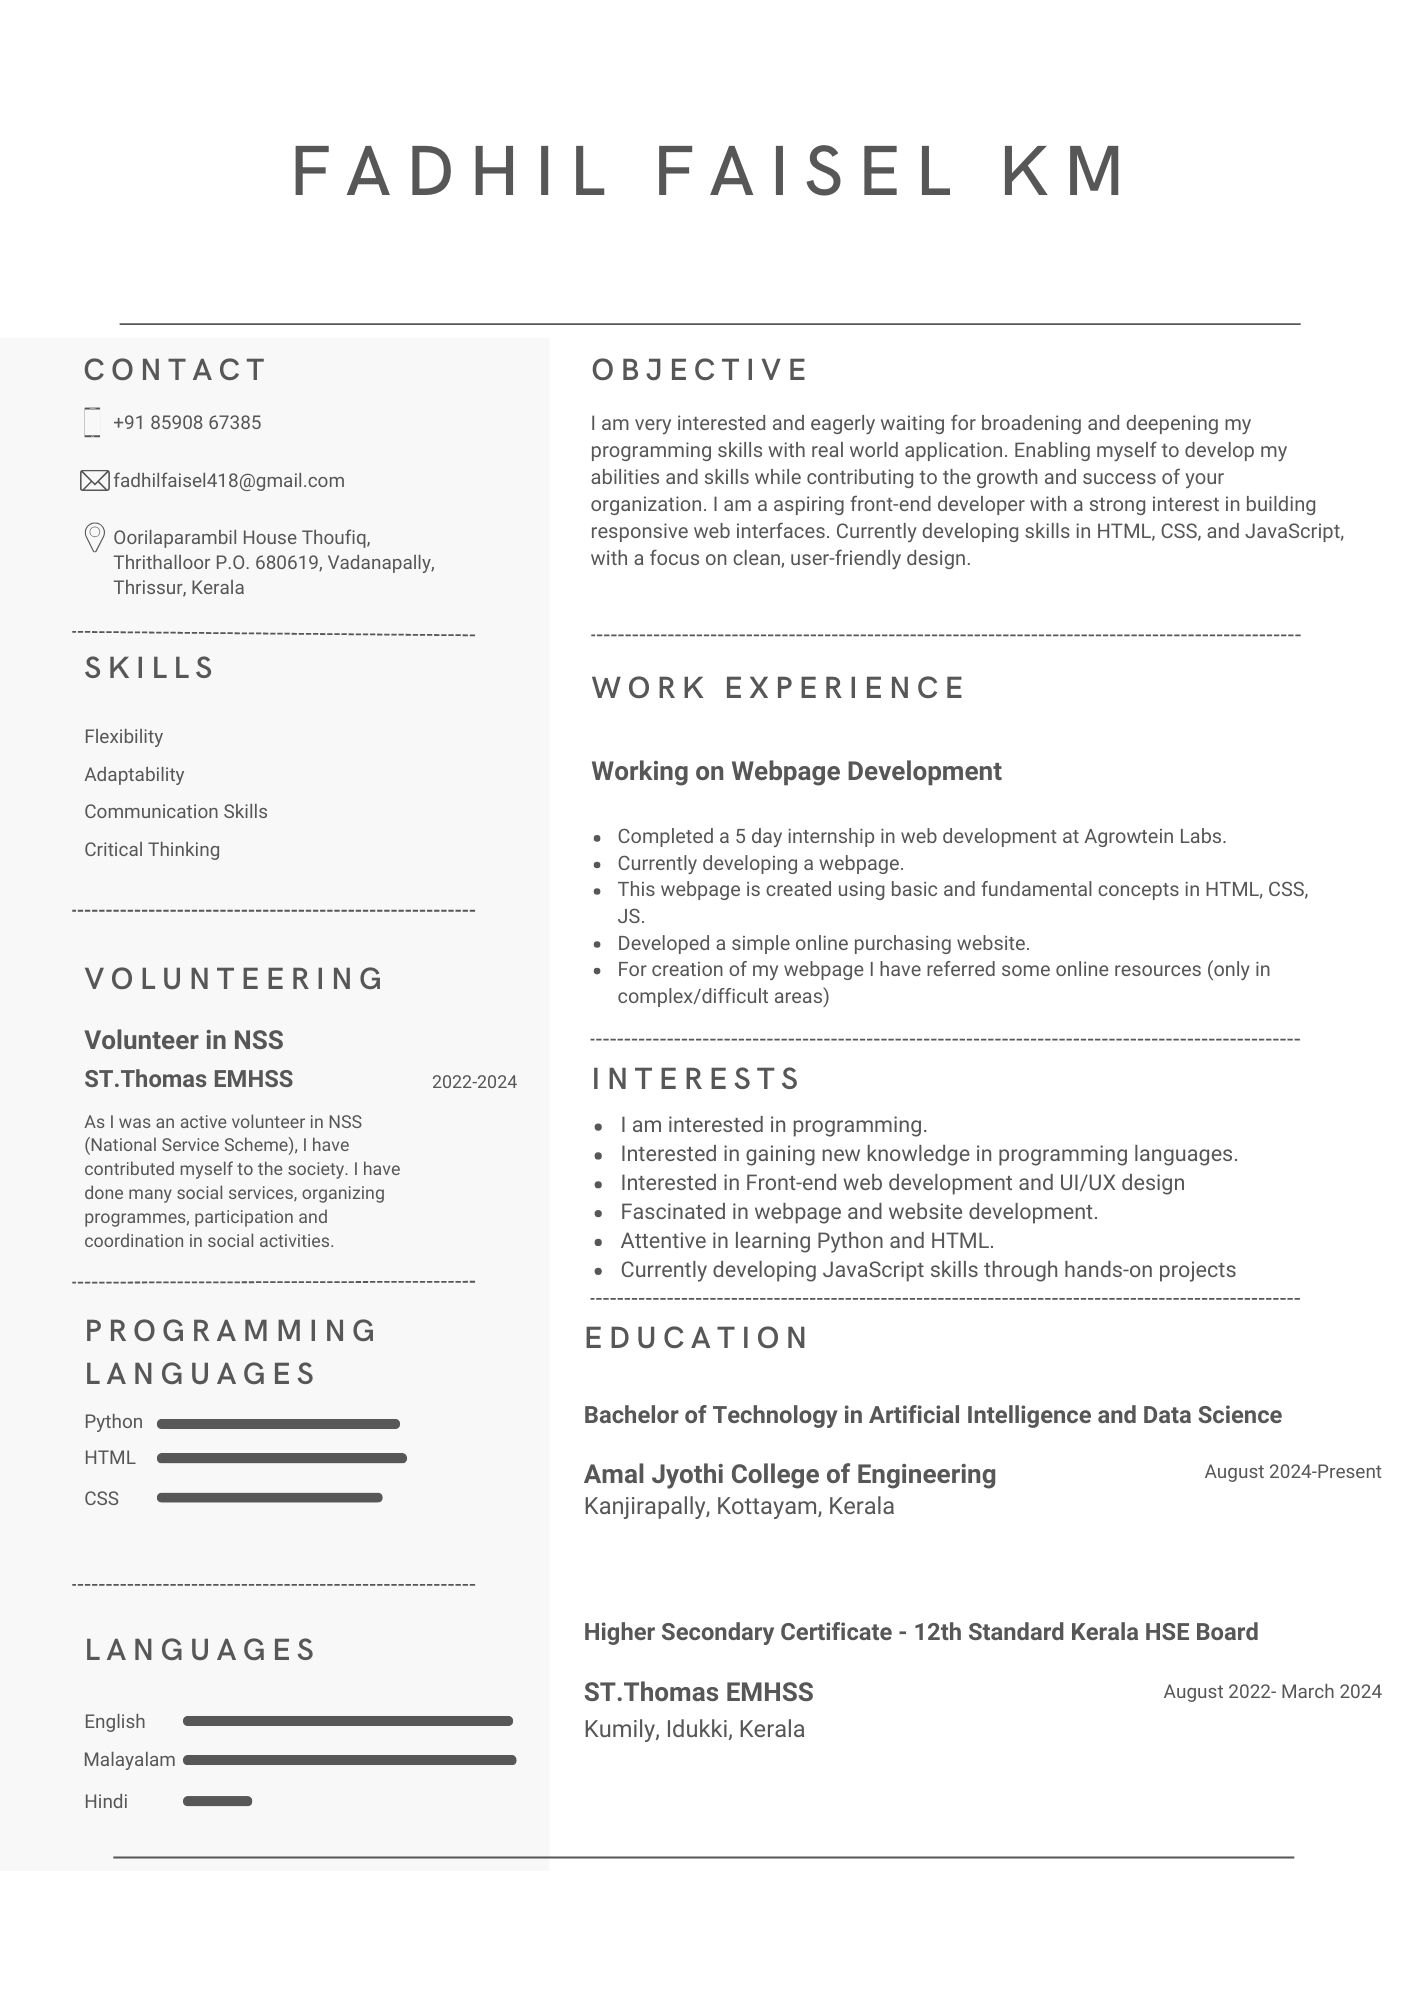 FADHIL FAISEL KM
CONTACT
+91 85908 67385
fadhilfaisel418@gmail.com
Oorilaparambil House Thoufiq,
Thrithalloor P.O. 680619, Vadanapally,
Thrissur, Kerala
SKILLS
Flexibility
Adaptability
Communication Skills
Critical Thinking
VOLUNTEERING
Volunteer in NSS
ST.Thomas EMHSS 2022-2024
As I was an active volunteer in NSS
(National Service Scheme), I have
contributed myself to the society. I have
done many social services, organizing
programmes, participation and
coordination in social activities.
PROGRAMMING
LANGUAGES
Python
HTML
CSS
LANGUAGES
English
Malayalam
Hindi
OBJECTIVE
I am very interested and eagerly waiting for broadening and deepening my
programming skills with real world application. Enabling myself to develop my
abilities and skills while contributing to the growth and success of your
organization. I am a aspiring front-end developer with a strong interest in building
responsive web interfaces. Currently developing skills in HTML, CSS, and JavaScript,
with a focus on clean, user-friendly design.
WORK EXPERIENCE
Working on Webpage Development
• Completed a 5 day internship in web development at Agrowtein Labs.
• Currently developing a webpage.
• This webpage is created using basic and fundamental concepts in HTML, CSS,
JS.
• Developed a simple online purchasing website.
• For creation of my webpage I have referred some online resources (only in
complex/difficult areas)
INTERESTS
• I am interested in programming.
• Interested in gaining new knowledge in programming languages.
• Interested in Front-end web development and UI/UX design
• Fascinated in webpage and website development.
• Attentive in learning Python and HTML.
• Currently developing JavaScript skills through hands-on projects
EDUCATION
Bachelor of Technology in Artificial Intelligence and Data Science
Amal Jyothi College of Engineering August 2024-Present
Kanjirapally, Kottayam, Kerala
Higher Secondary Certificate - 12th Standard Kerala HSE Board
ST.Thomas EMHSS August 2022- March 2024
Kumily, Idukki, Kerala